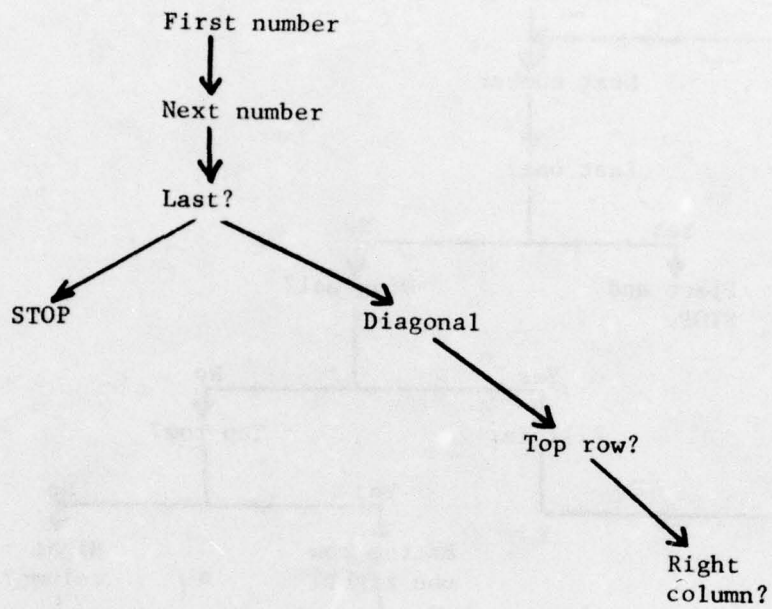 First number
Next number
Last?
STOP
Diagonal
Top row?
Right
column?